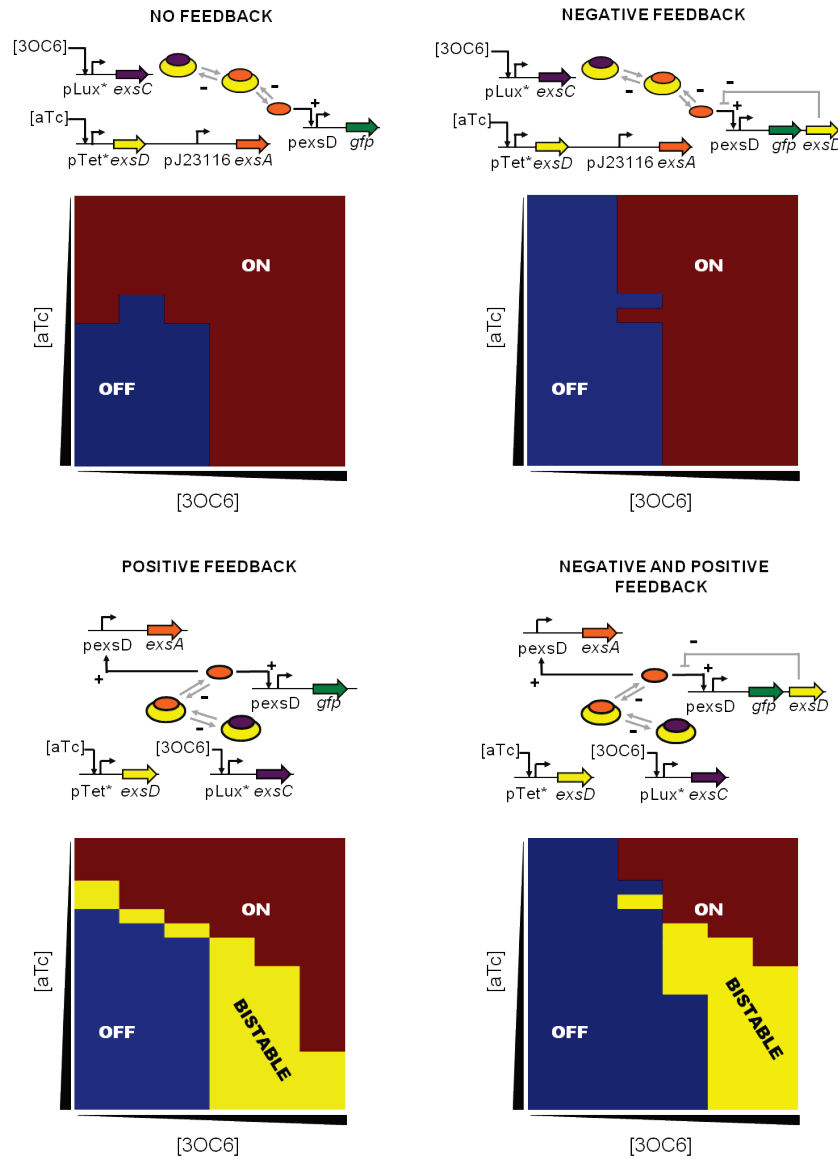 NO FEEDBACK
[3OC6]
pLux* exsC
-
-
+
[aTc]
pexsD gfp
pTet* exsD pJ23116 exsA
ON
OFF
[aTc]
[3OC6]
NEGATIVE FEEDBACK
[3OC6]
pLux* exsC
-
-
-
+
[aTc]
pexsD gfp exsD
pTet* exsD pJ23116 exsA
ON
OFF
[aTc]
[3OC6]
POSITIVE FEEDBACK
pexsD exsA
+
+
-
pexsD gfp
-
[aTc]
[3OC6]
pTet* exsD pLux* exsC
ON
OFF
BISTABLE
[aTc]
[3OC6]
NEGATIVE AND POSITIVE
FEEDBACK
pexsD exsA
-
+
+
-
pexsD gfp exsD
-
[aTc]
[3OC6]
pTet* exsD pLux* exsC
ON
OFF
BISTABLE
[aTc]
[3OC6]